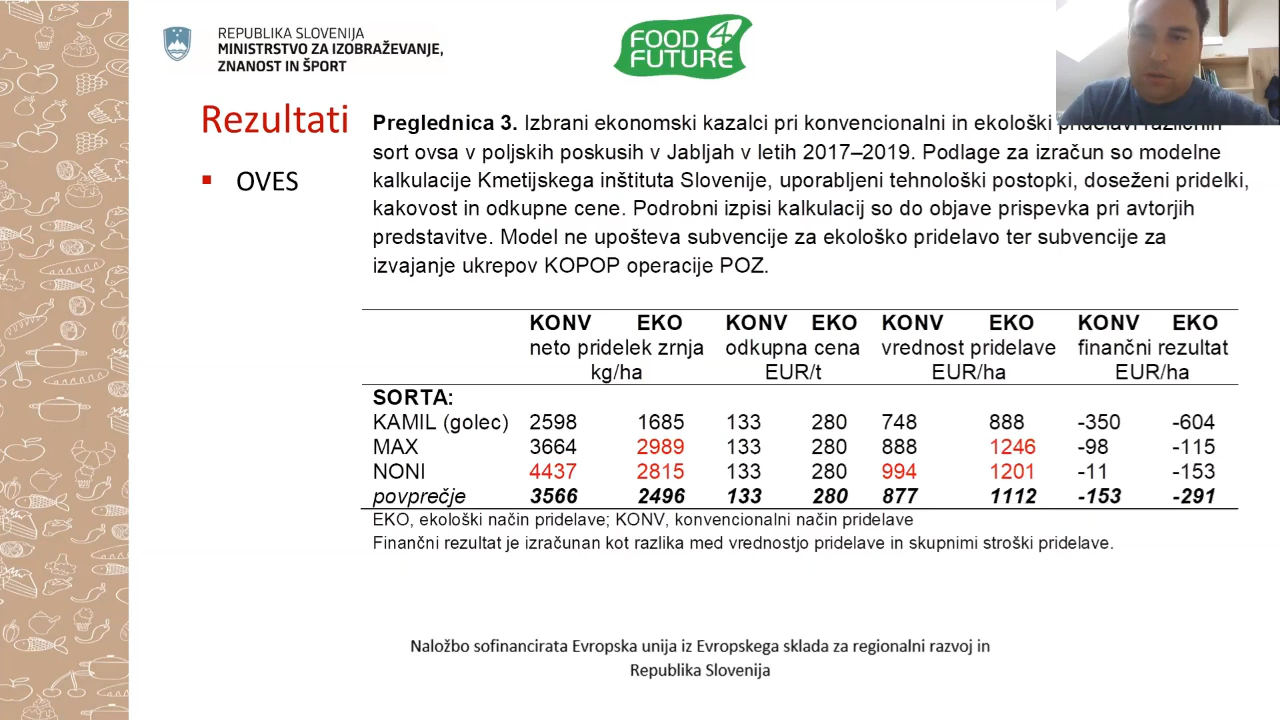 REPUBLIKA SLOVENIJA
MINISTRSTVO ZA IZOBRAŽEVANJE,
ZNANOST IN ŠPORT
FOOD 4
FUTURE
Rezultati
▪ OVES
Preglednica 3. Izbrani ekonomski kazalci pri konvencionalni in ekološki pridelavi različnih
sort ovsa v poljskih poskusih v Jabljah v letih 2017–2019. Podlage za izračun so modelne
kalkulacije Kmetijskega inštituta Slovenije, uporabljeni tehnološki postopki, doseženi pridelki,
kakovost in odkupne cene. Podrobni izpisi kalkulacij so do objave prispevka pri avtorjih
predstavitve. Model ne upošteva subvencije za ekološko pridelavo ter subvencije za
izvajanje ukrepov KOPOP operacije POZ.
KONV EKO KONV EKO KONV EKO KONV EKO
neto pridelek zrnja odkupna cena vrednost pridelave finančni rezultat
kg/ha EUR/t EUR/ha EUR/ha
SORTA:
KAMIL (golec) 2598 1685 133 280 748 888 -350 -604
MAX 3664 2989 133 280 888 1246 -98 -115
NONI 4437 2815 133 280 994 1201 -11 -153
povprečje 3566 2496 133 280 877 1112 -153 -291
EKO, ekološki način pridelave; KONV, konvencionalni način pridelave
Finančni rezultat je izračunan kot razlika med vrednostjo pridelave in skupnimi stroški pridelave.
Naložbo sofinancirata Evropska unija iz Evropskega sklada za regionalni razvoj in
Republika Slovenija